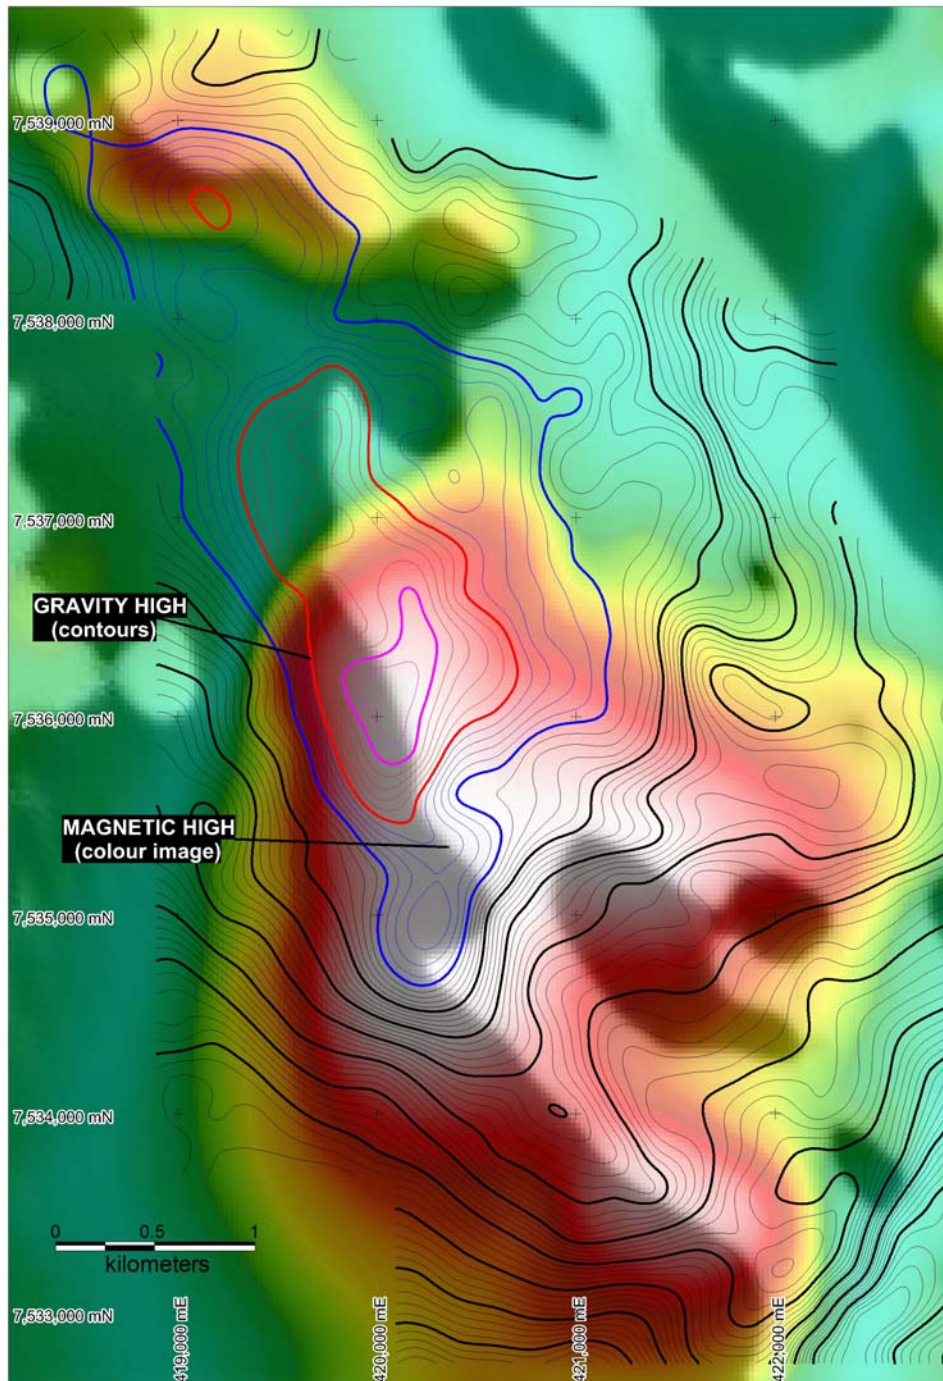 7,539,000 mN
7,538,000 mN
7,537,000 mN
GRAVITY HIGH
(contours)
7,536,000 mN
MAGNETIC HIGH
(colour image)
7,535,000 mN
7,534,000 mN
0 0.5 1
kilometers
7,533,000 mN
419,000 mE
420,000 mE
421,000 mE
422,000 mE